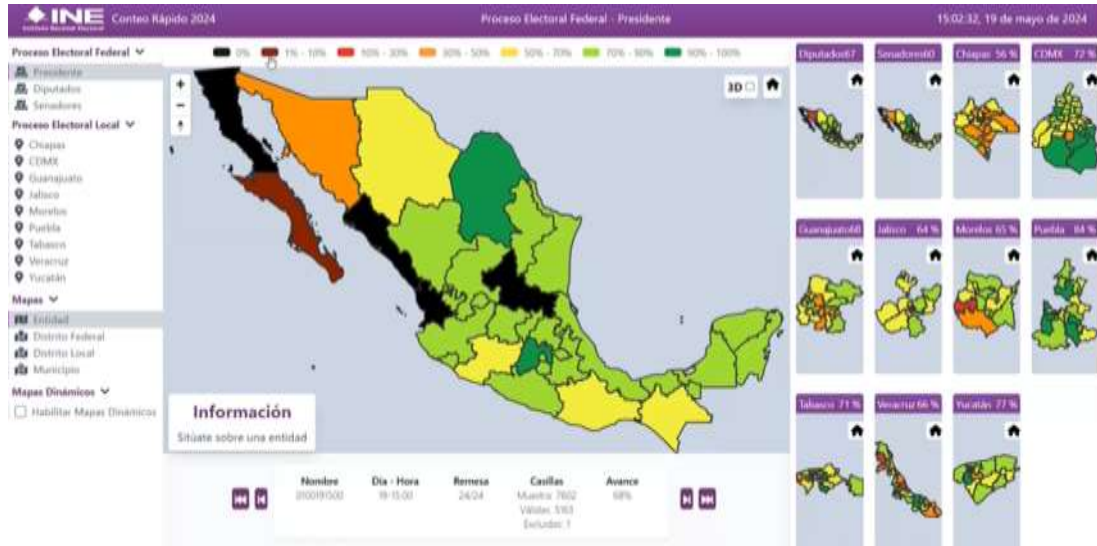 INE
Instituto Nacional Electoral
Conteo Rápido 2024
Proceso Electoral Federal - Presidente
15:02:32, 19 de mayo de 2024
Proceso Electoral Federal
Presidente
Diputados
Senadores
Proceso Electoral Local
Chiapas
CDMX
Guanajuato
Jalisco
Morelos
Puebla
Tabasco
Veracruz
Yucatán
Mapas
Entidad
Distrito Federal
Distrito Local
Municipio
Mapas Dinámicos
Habilitar Mapas Dinámicos
0% 1% - 10% 10% - 30% 30% - 50% 50% - 70% 70% - 90% 90% - 100%
3D
Información
Sitúate sobre una entidad
Nombre Día - Hora Remesa Casillas Avance
0100191500 19-15:00 24/24 Muestra: 7602 68%
Válidas: 5163
Excluidas: 1
Diputados67 Senadores60 Chiapas 56 % CDMX 72 %
Guanajuato68 Jalisco 64 % Morelos 65 % Puebla 84 %
Tabasco 71 % Veracruz 66 % Yucatán 77 %